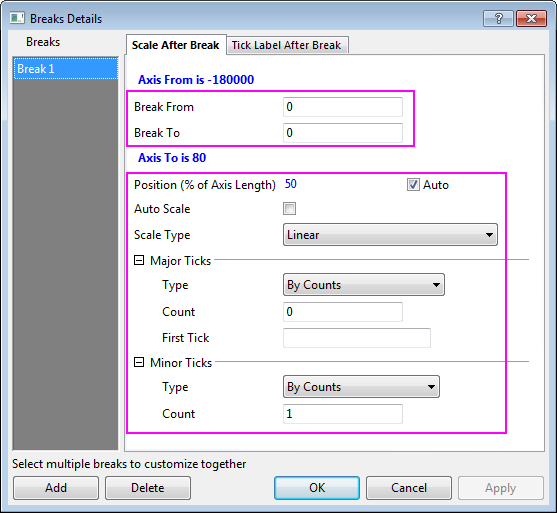 Breaks Details
?
Breaks
Scale After Break
Tick Label After Break
Break 1
Axis From is -180000
Break From 0
Break To 0
Axis To is 80
Position (% of Axis Length) 50 Auto
Auto Scale
Scale Type Linear
Major Ticks
Type By Counts
Count 0
First Tick
Minor Ticks
Type By Counts
Count 1
Select multiple breaks to customize together
Add Delete OK Cancel Apply